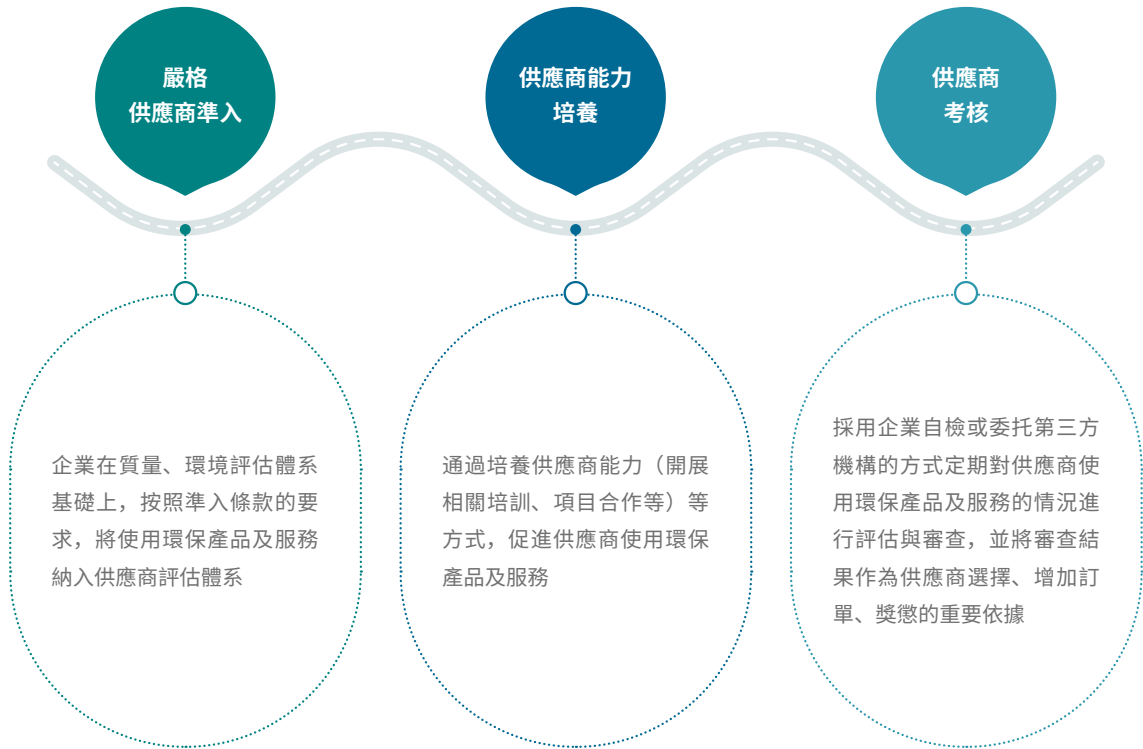 嚴格
供應商準入
供應商能力
培養
供應商
考核
企業在質量、環境評估體系
基礎上，按照準入條款的要
求，將使用環保產品及服務
納入供應商評估體系
通過培養供應商能力（開展
相關培訓、項目合作等）等
方式，促進供應商使用環保
產品及服務
採用企業自檢或委托第三方
機構的方式定期對供應商使
用環保產品及服務的情況進
行評估與審查，並將審查結
果作為供應商選擇、增加訂
單、獎懲的重要依據